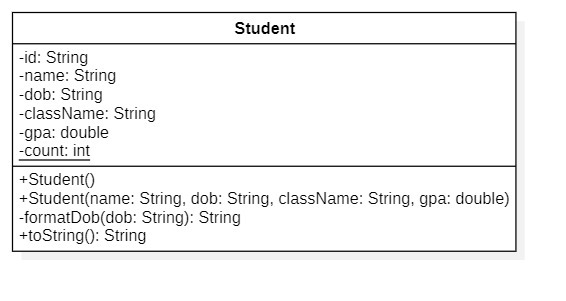 Student
-id: String
-name: String
-dob: String
-className: String
-gpa: double
-count: int
+Student()
+Student(name: String, dob: String, className: String, gpa: double)
-formatDob(dob: String): String
+toString(): String